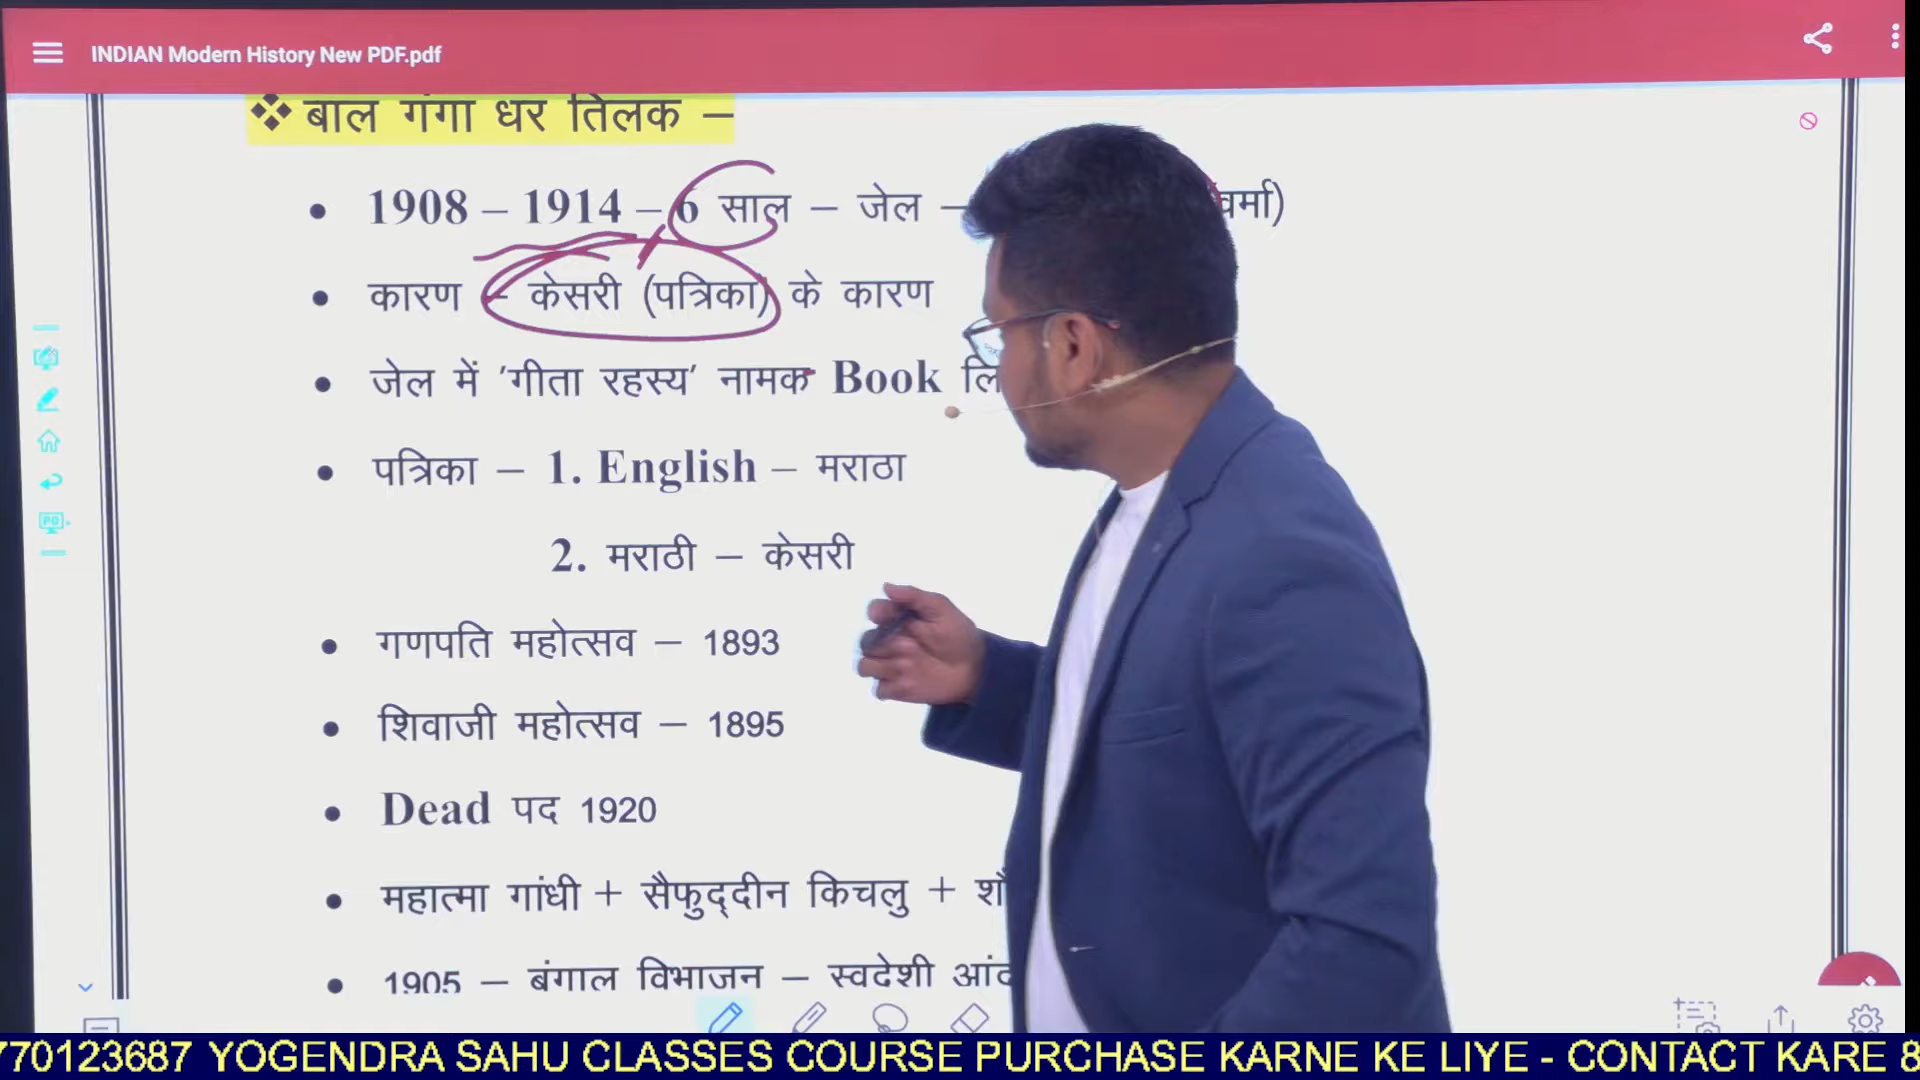 INDIAN Modern History New PDF.pdf
❖ बाल गंगा धर तिलक –
• 1908 – 1914 – 6 साल – जेल – वर्मा)
• कारण – केसरी (पत्रिका) के कारण
• जेल में 'गीता रहस्य' नामक Book
• पत्रिका – 1. English – मराठा
2. मराठी – केसरी
• गणपति महोत्सव – 1893
• शिवाजी महोत्सव – 1895
• Dead पद 1920
• महात्मा गांधी + सैफुद्दीन किचलु +
• 1905 – बंगाल विभाजन – स्वदेशी
770123687 YOGENDRA SAHU CLASSES COURSE PURCHASE KARNE KE LIYE - CONTACT KARE 8